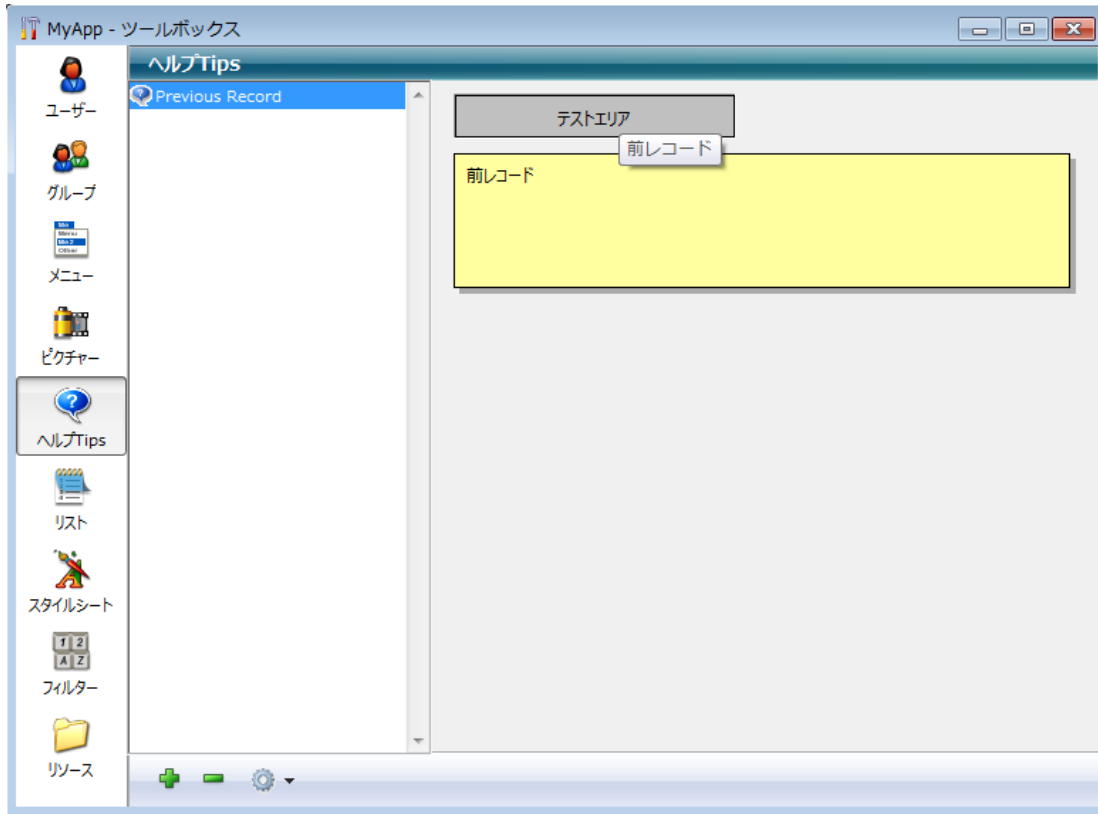 MyApp - ツールボックス
ヘルプTips
ユーザー
グループ
メニュー
ピクチャー
ヘルプTips
リスト
スタイルシート
フィルター
リソース
Previous Record
テストエリア
前レコード
前レコード